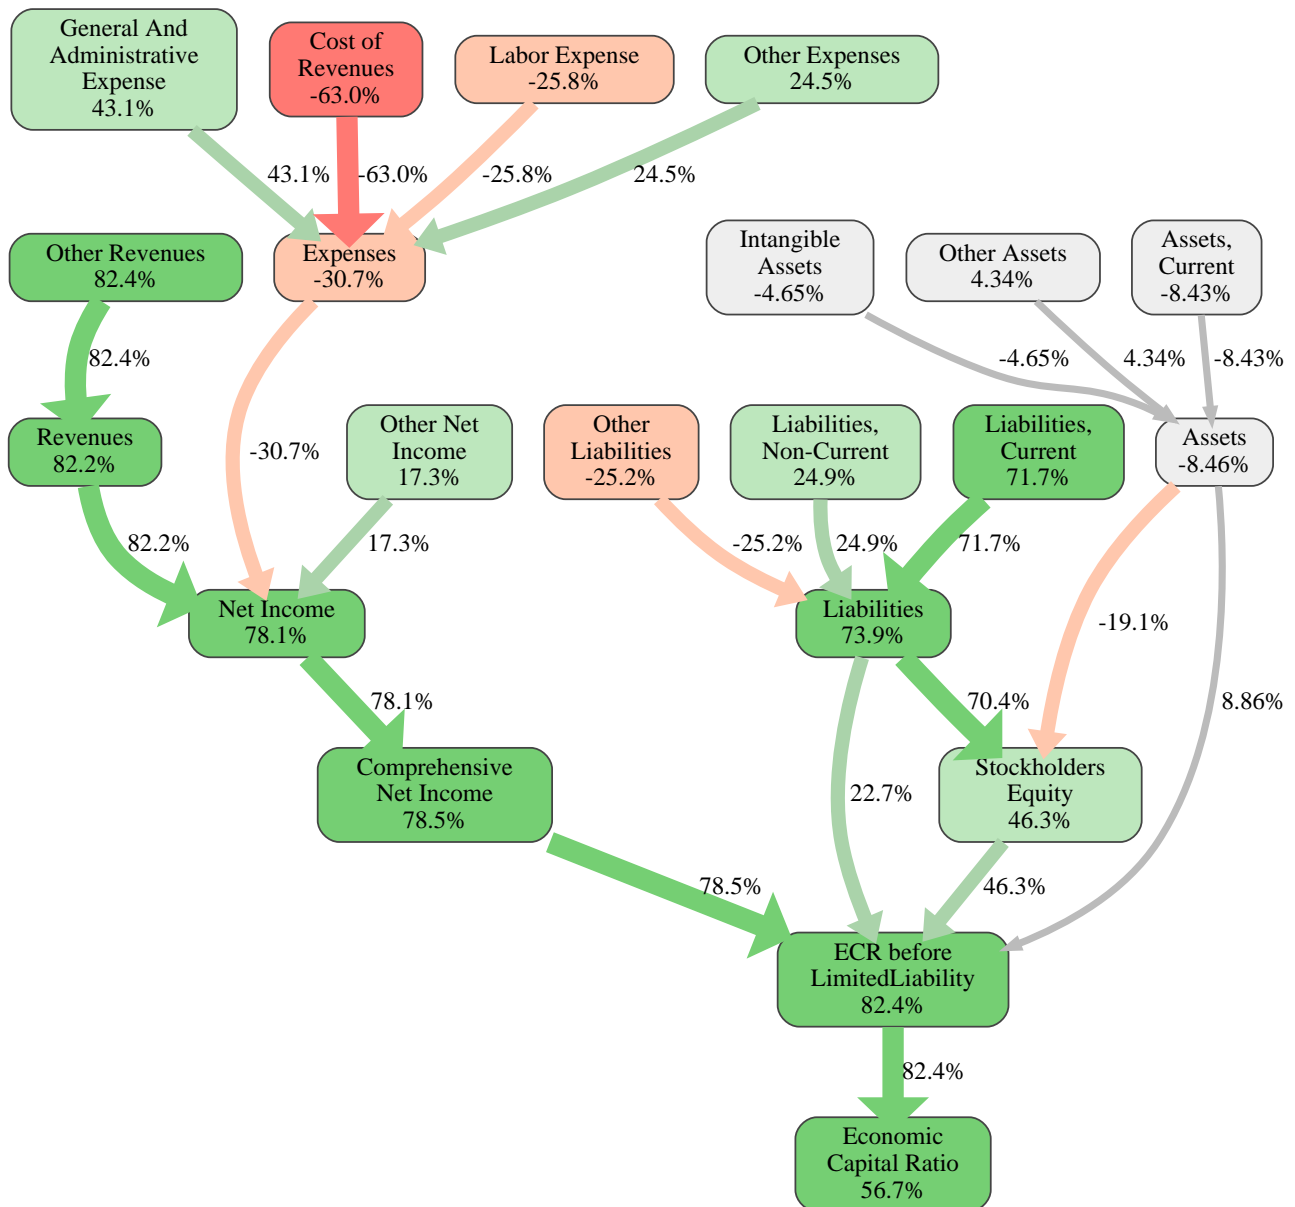 General And
Administrative
Expense
43.1%
Cost of
Revenues
-63.0%
Labor Expense
-25.8%
Other Expenses
24.5%
43.1%
-63.0%
-25.8%
24.5%
Other Revenues
82.4%
Expenses
-30.7%
Intangible
Assets
-4.65%
Other Assets
4.34%
Assets,
Current
-8.43%
82.4%
-4.65%
4.34%
-8.43%
Revenues
82.2%
-30.7%
Other Net
Income
17.3%
Other
Liabilities
-25.2%
Liabilities,
Non-Current
24.9%
Liabilities,
Current
71.7%
Assets
-8.46%
82.2%
17.3%
-25.2%
24.9%
71.7%
Net Income
78.1%
Liabilities
73.9%
-19.1%
78.1%
70.4%
8.86%
Comprehensive
Net Income
78.5%
22.7%
Stockholders
Equity
46.3%
78.5%
46.3%
ECR before
LimitedLiability
82.4%
82.4%
Economic
Capital Ratio
56.7%